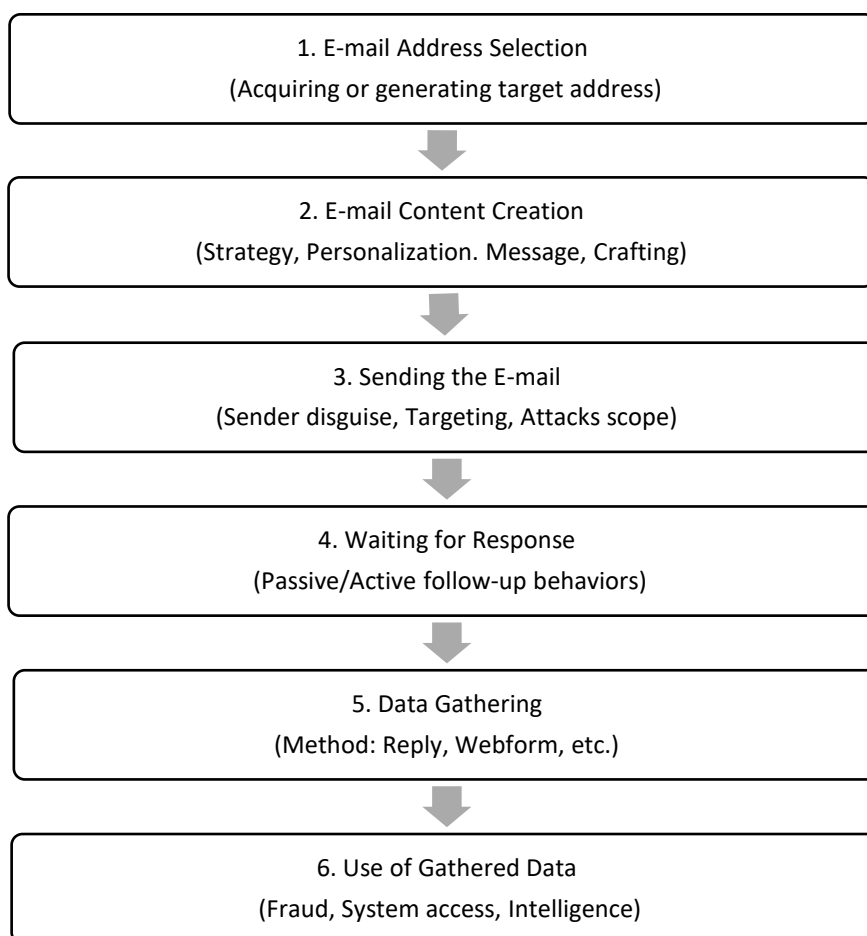 1. E-mail Address Selection
(Acquiring or generating target address)
2. E-mail Content Creation
(Strategy, Personalization. Message, Crafting)
3. Sending the E-mail
(Sender disguise, Targeting, Attacks scope)
4. Waiting for Response
(Passive/Active follow-up behaviors)
5. Data Gathering
(Method: Reply, Webform, etc.)
6. Use of Gathered Data
(Fraud, System access, Intelligence)